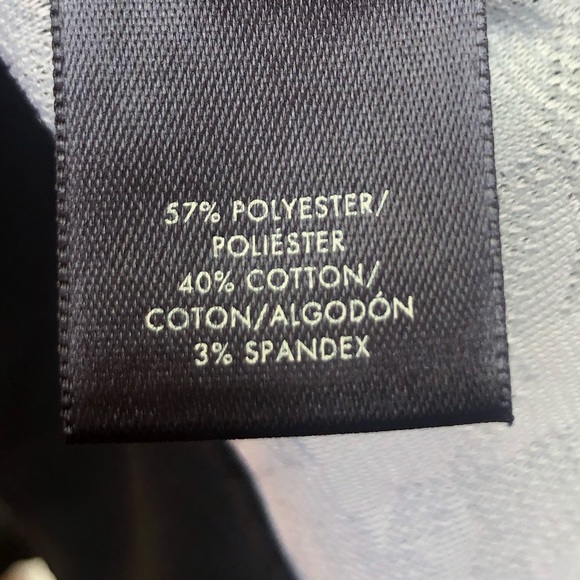 57% POLYESTER/
POLIÉSTER
40% COTTON/
COTON/ALGODÓN
3% SPANDEX